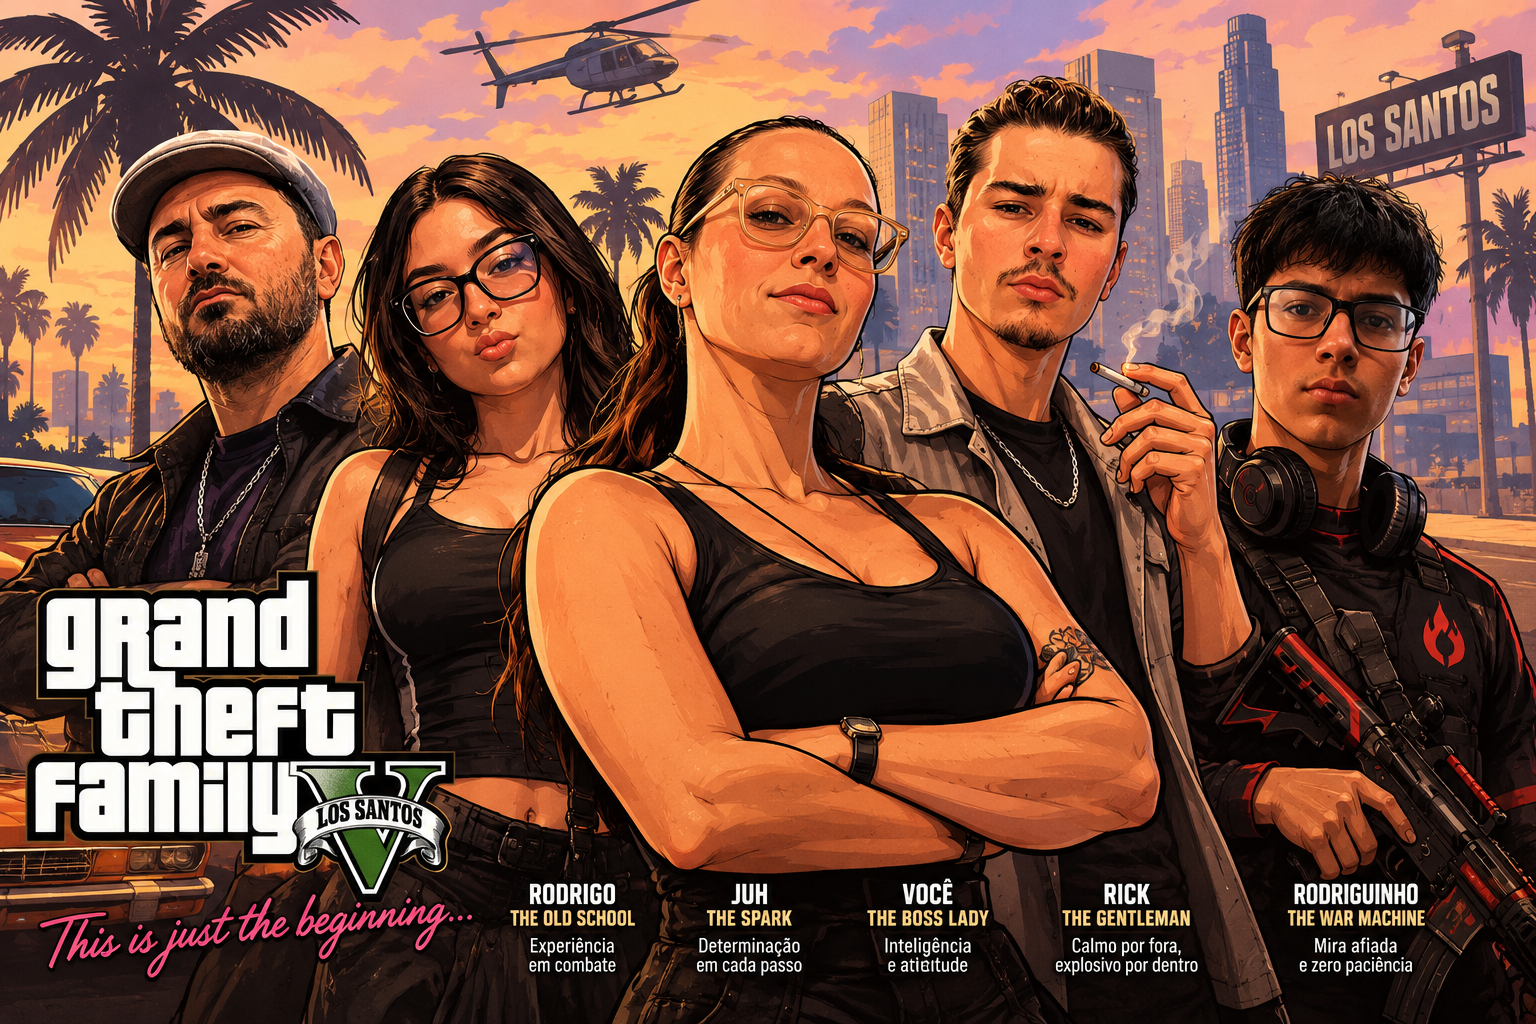 LOS SANTOS
grand
theft
family
V
LOS SANTOS
This is just the beginning...
RODRIGO
THE OLD SCHOOL
Experiência
em combate
JUH
THE SPARK
Determinação
em cada passo
VOCÊ
THE BOSS LADY
Inteligência
e atiztude
RICK
THE GENTLEMAN
Calmo por fora,
explosivo por dentro
RODRIGUINHO
THE WAR MACHINE
Mira afiada
e zero paciência